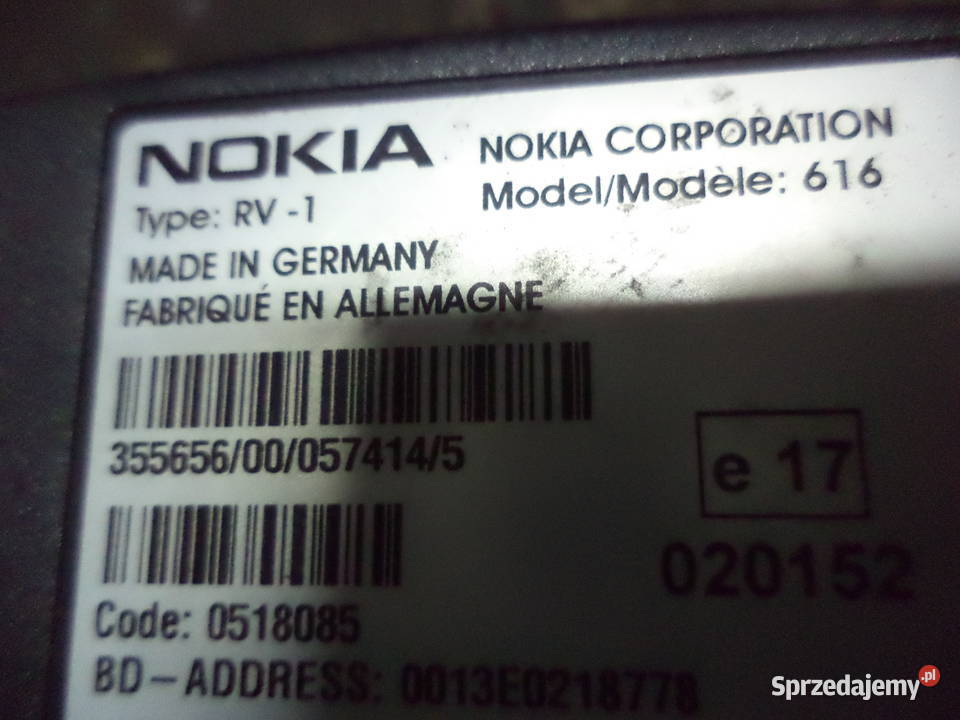 NOKIA
NOKIA CORPORATION
Type: RV -1
Model/Modèle: 616
MADE IN GERMANY
FABRIQUÉ EN ALLEMAGNE
355656/00/057414/5
e 17
020152
Code: 0518085
BD-ADDRESS: 0013E0218778
Sprzedajemy.pl